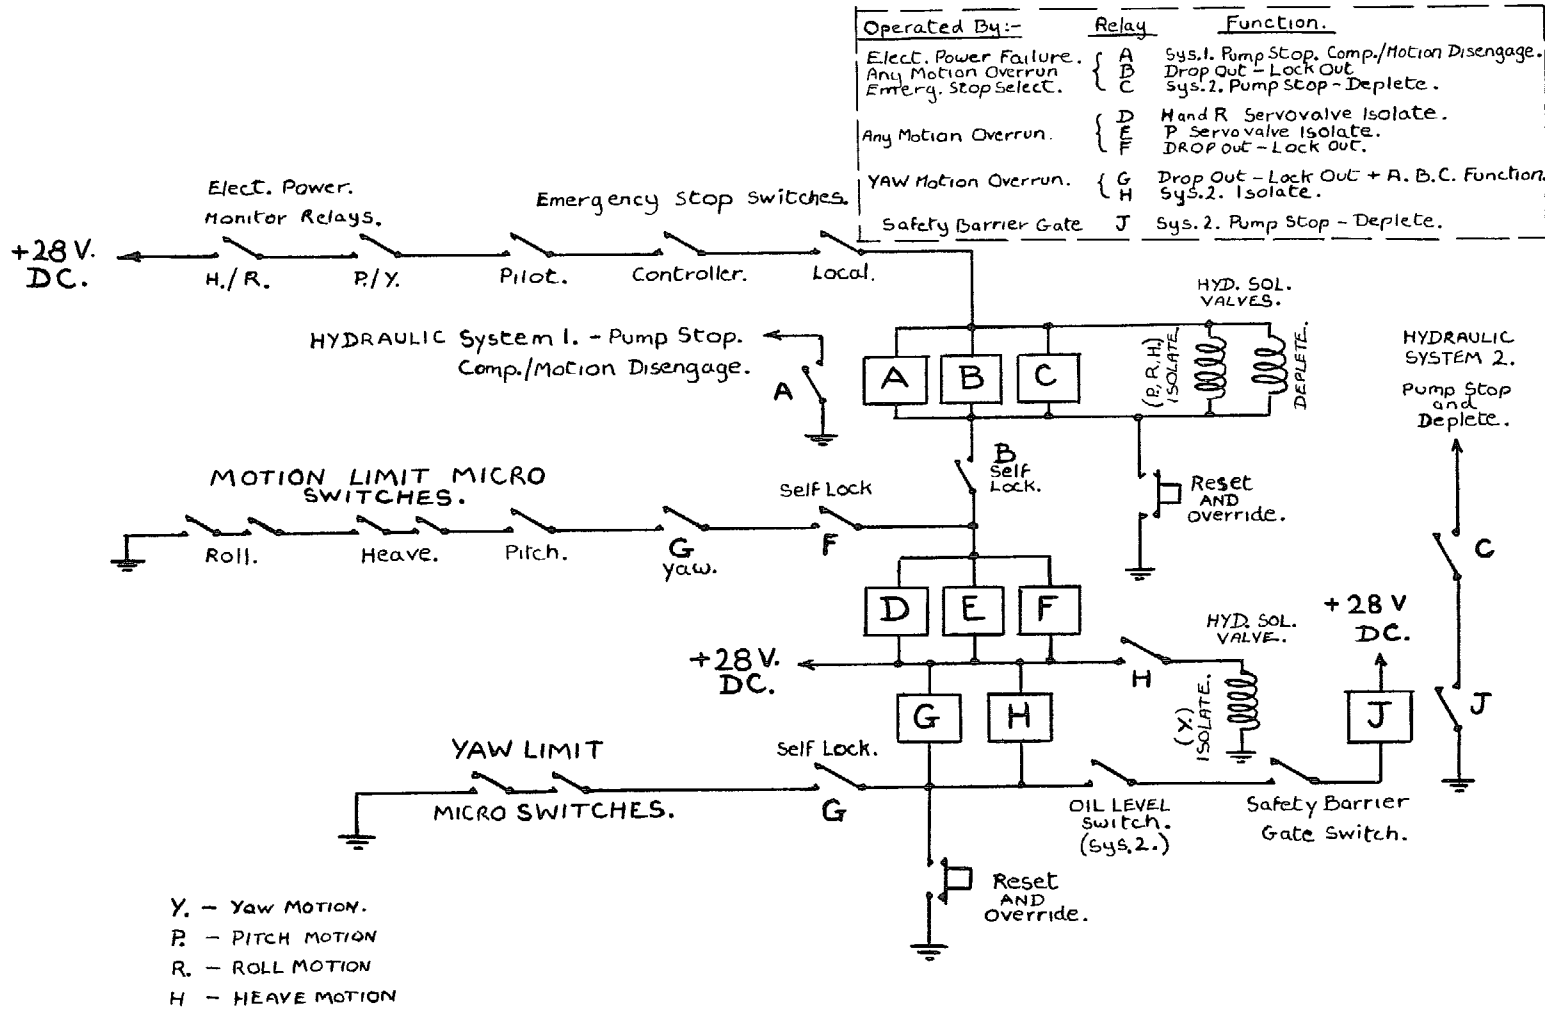 Operated By:- Relay Function.
Elect. Power Failure. A Sys.1. Pump Stop. Comp./Motion Disengage.
Any Motion Overrun B Drop Out - Lock Out
Emerg. Stop Select. C Sys.2. Pump Stop - Deplete.
D H and R Servovalve Isolate.
Any Motion Overrun. E P Servovalve Isolate.
F DROP Out - Lock Out.
YAW Motion Overrun. G Drop Out - Lock Out + A. B. C. Function.
H Sys.2. Isolate.
Safety Barrier Gate J Sys.2. Pump Stop - Deplete.
Elect. Power.
Monitor Relays.
Emergency Stop Switches.
+28 V.
DC.
H./R.
P./Y.
Pilot.
Controller.
Local.
HYD. SOL.
VALVES.
HYDRAULIC System 1. - Pump Stop.
Comp./Motion Disengage.
A
A
B
C
(P., R, H.)
ISOLATE
DEPLETE.
HYDRAULIC
SYSTEM 2.
Pump Stop
and
Deplete.
B
Self
Lock.
Reset
AND
Override.
MOTION LIMIT MICRO
SWITCHES.
Self Lock
Roll.
Heave.
Pitch.
G
Yaw.
F
C
D
E
F
+28 V.
DC.
H
HYD. SOL.
VALVE.
(Y.)
ISOLATE.
+28 V
DC.
G
H
J
J
YAW LIMIT
MICRO SWITCHES.
Self Lock.
G
OIL LEVEL
Switch.
(Sys.2.)
Safety Barrier
Gate Switch.
Reset
AND
Override.
Y. - Yaw MOTION.
P. - PITCH MOTION
R. - ROLL MOTION
H - HEAVE MOTION